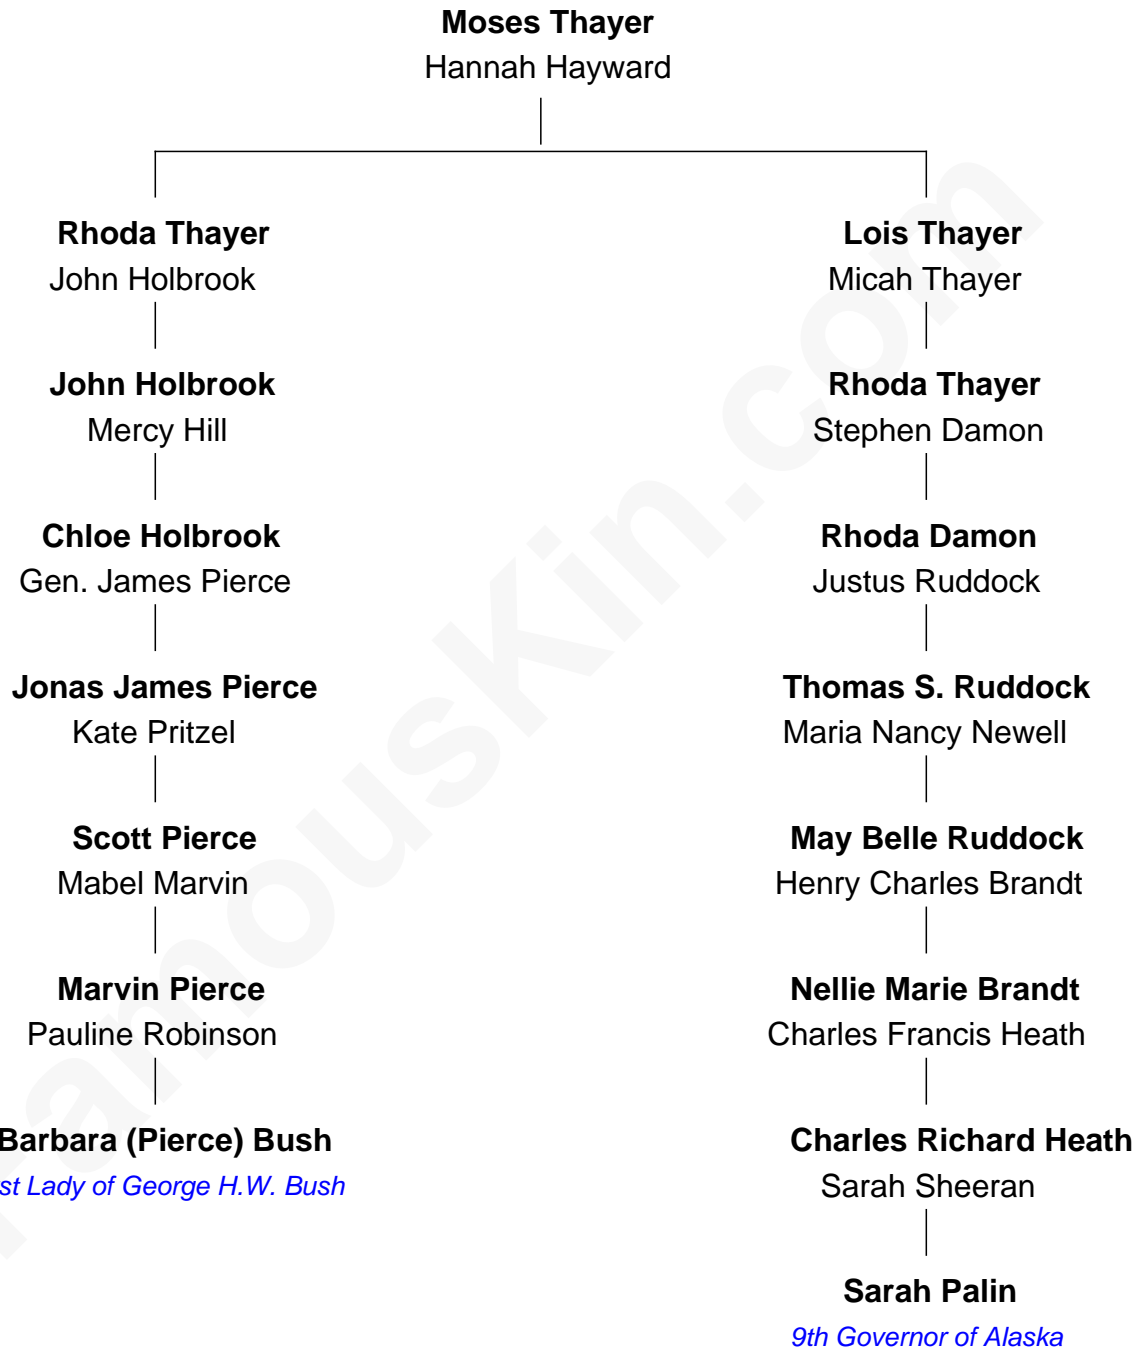 Moses Thayer
Hannah Hayward
Rhoda Thayer
John Holbrook
Lois Thayer
Micah Thayer
John Holbrook
Mercy Hill
Rhoda Thayer
Stephen Damon
Chloe Holbrook
Gen. James Pierce
Rhoda Damon
Justus Ruddock
Jonas James Pierce
Kate Pritzel
Thomas S. Ruddock
Maria Nancy Newell
Scott Pierce
Mabel Marvin
May Belle Ruddock
Henry Charles Brandt
Marvin Pierce
Pauline Robinson
Nellie Marie Brandt
Charles Francis Heath
Barbara (Pierce) Bush
st Lady of George H.W. Bush
Charles Richard Heath
Sarah Sheeran
Sarah Palin
9th Governor of Alaska
FamousKin.com